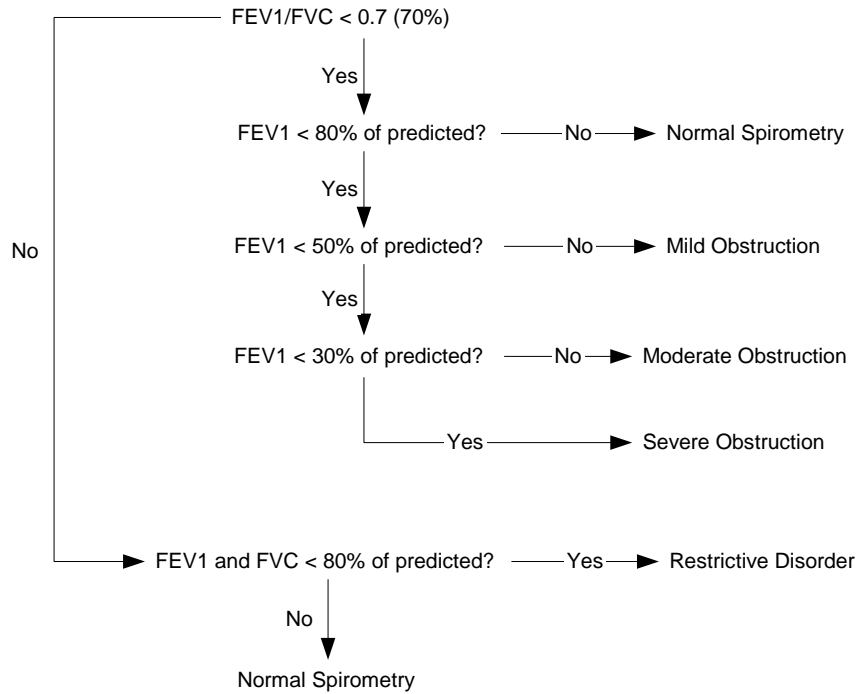 FEV1/FVC < 0.7 (70%)
Yes
FEV1 < 80% of predicted?
No
Normal Spirometry
Yes
No
FEV1 < 50% of predicted?
No
Mild Obstruction
Yes
FEV1 < 30% of predicted?
No
Moderate Obstruction
Yes
Severe Obstruction
FEV1 and FVC < 80% of predicted?
Yes
Restrictive Disorder
No
Normal Spirometry